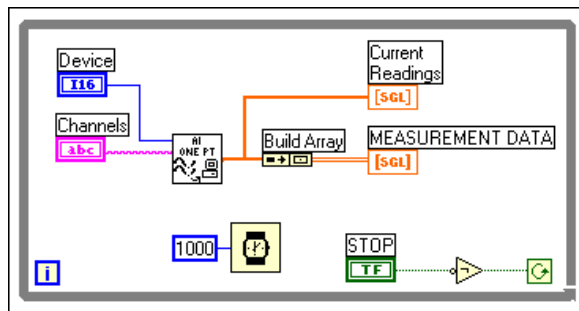 Device
I16
Channels
abc
AI
ONE PT
Current
Readings
[SGL]
Build Array
MEASUREMENT DATA
[SGL]
1000
STOP
TF
i